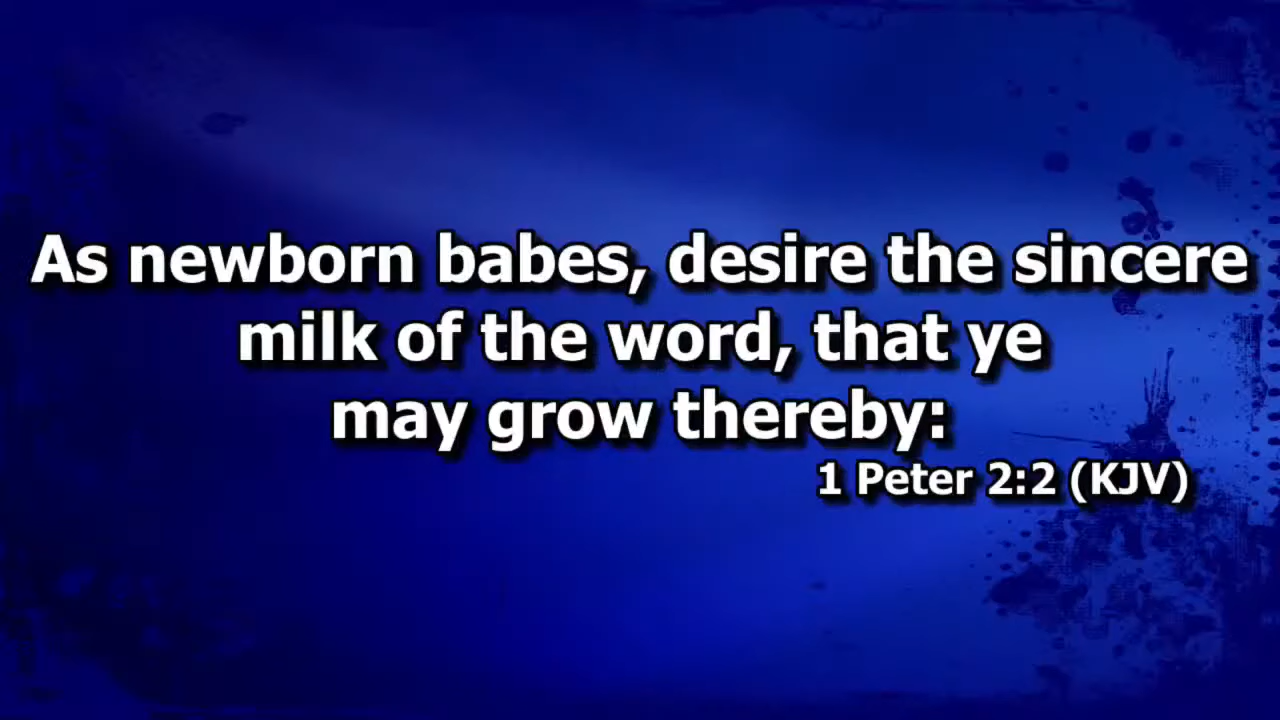 As newborn babes, desire the sincere
milk of the word, that ye
may grow thereby:
1 Peter 2:2 (KJV)